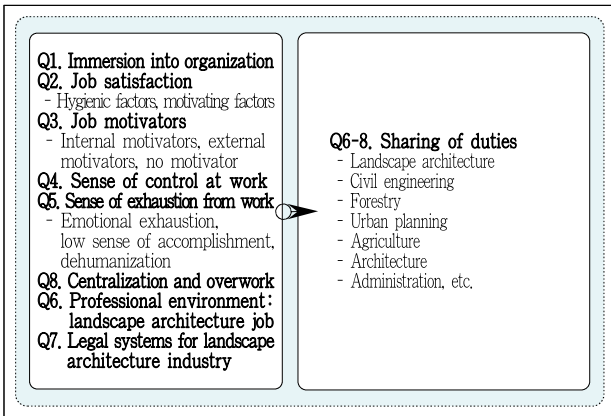 Q1. Immersion into organization
Q2. Job satisfaction
- Hygienic factors, motivating factors
Q3. Job motivators
- Internal motivators, external
motivators, no motivator
Q4. Sense of control at work
Q5. Sense of exhaustion from work
- Emotional exhaustion,
low sense of accomplishment,
dehumanization
Q8. Centralization and overwork
Q6. Professional environment:
landscape architecture job
Q7. Legal systems for landscape
architecture industry
Q6-8. Sharing of duties
- Landscape architecture
- Civil engineering
- Forestry
- Urban planning
- Agriculture
- Architecture
- Administration, etc.